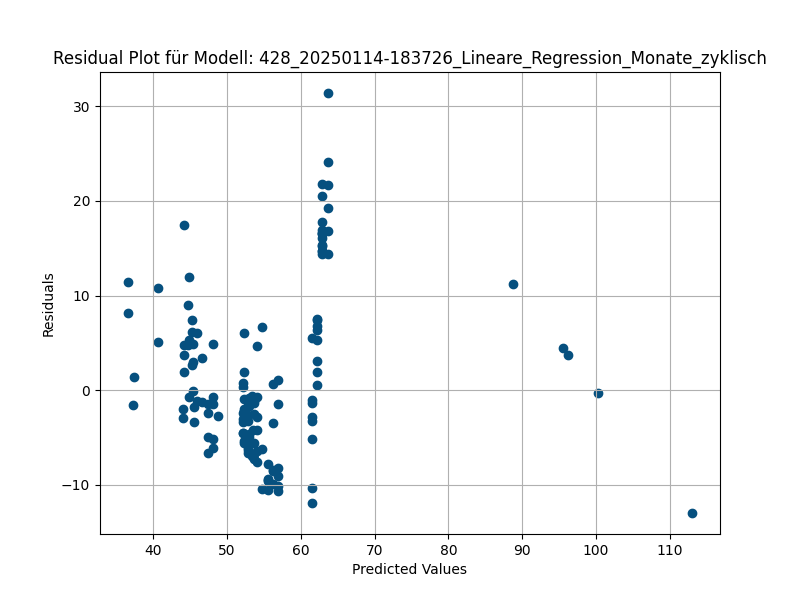 Residual Plot für Modell: 428_20250114-183726_Lineare_Regression_Monate_zyklisch
30
20
10
0
−10
Residuals
40 50 60 70 80 90 100 110
Predicted Values